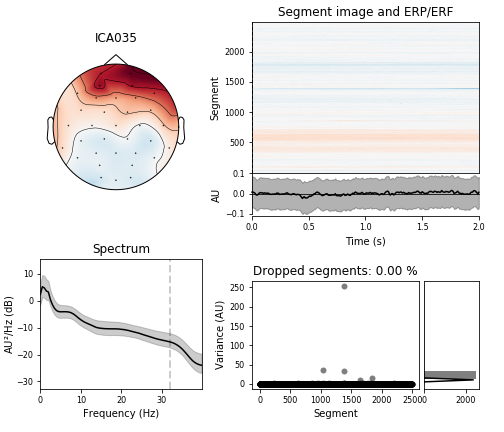 ICA035
Segment image and ERP/ERF
Segment
2000
1500
1000
500
AU
0.1
0.0
−0.1
0.0 0.5 1.0 1.5 2.0
Time (s)
Spectrum
AU²/Hz (dB)
10
0
−10
−20
−30
0 10 20 30
Frequency (Hz)
Dropped segments: 0.00 %
Variance (AU)
250
200
150
100
50
0
0 500 1000 1500 2000 2500
Segment
0 2000